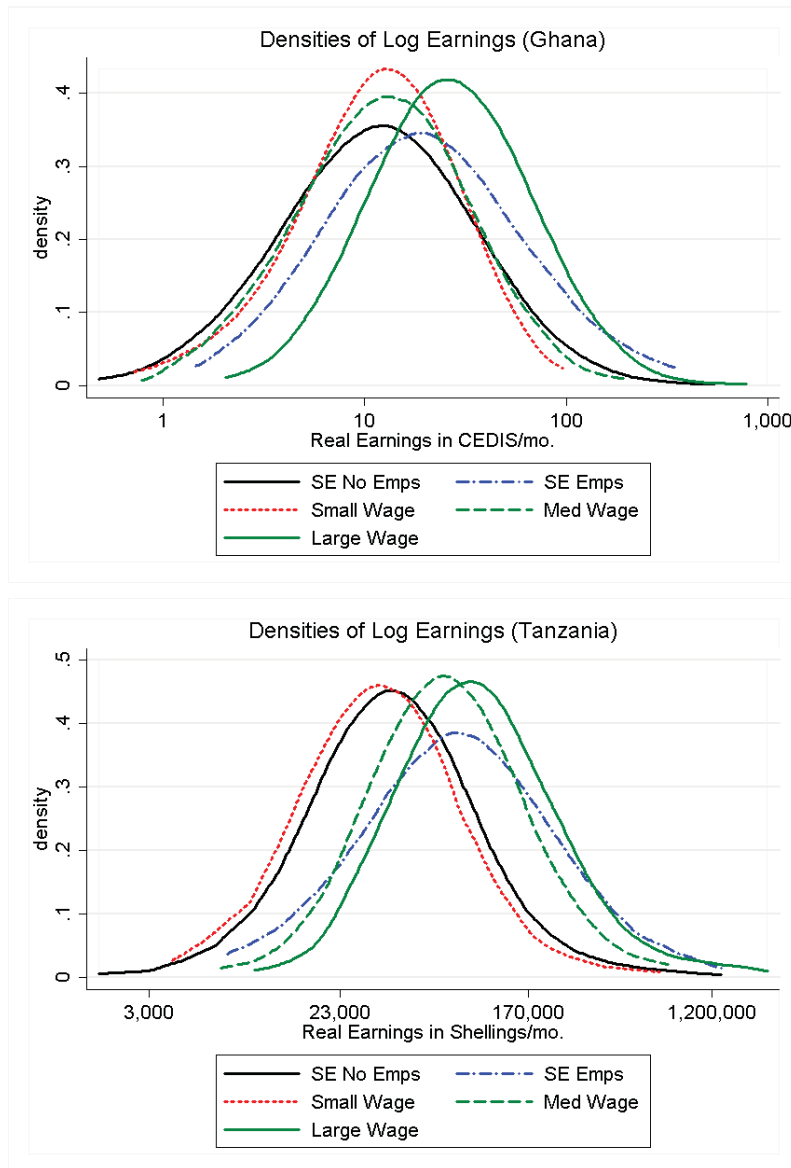 Densities of Log Earnings (Ghana)
density
.4
.3
.2
.1
0
1 10 100 1,000
Real Earnings in CEDIS/mo.
SE No Emps SE Emps
Small Wage Med Wage
Large Wage
Densities of Log Earnings (Tanzania)
density
.5
.4
.3
.2
.1
0
3,000 23,000 170,000 1,200,000
Real Earnings in Shellings/mo.
SE No Emps SE Emps
Small Wage Med Wage
Large Wage